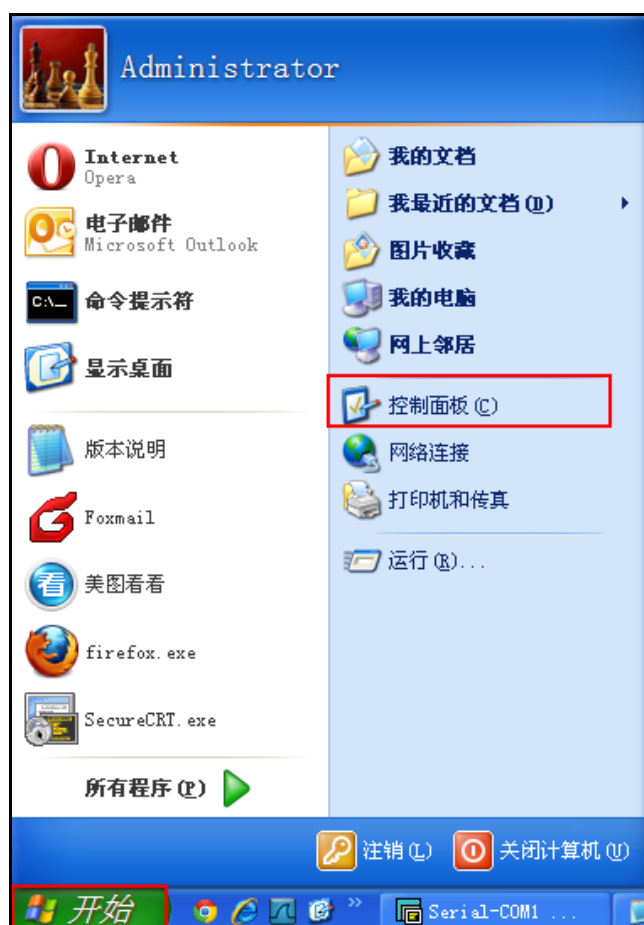 Administrator
Internet
Opera
电子邮件
Microsoft Outlook
C:\_
命令提示符
显示桌面
版本说明
Foxmail
看
美图看看
firefox.exe
SecureCRT.exe
所有程序(P)
我的文档
我最近的文档(D)
图片收藏
我的电脑
网上邻居
控制面板(C)
网络连接
打印机和传真
运行(R)...
注销(L)
关闭计算机(U)
开始
Serial-COM1 ...